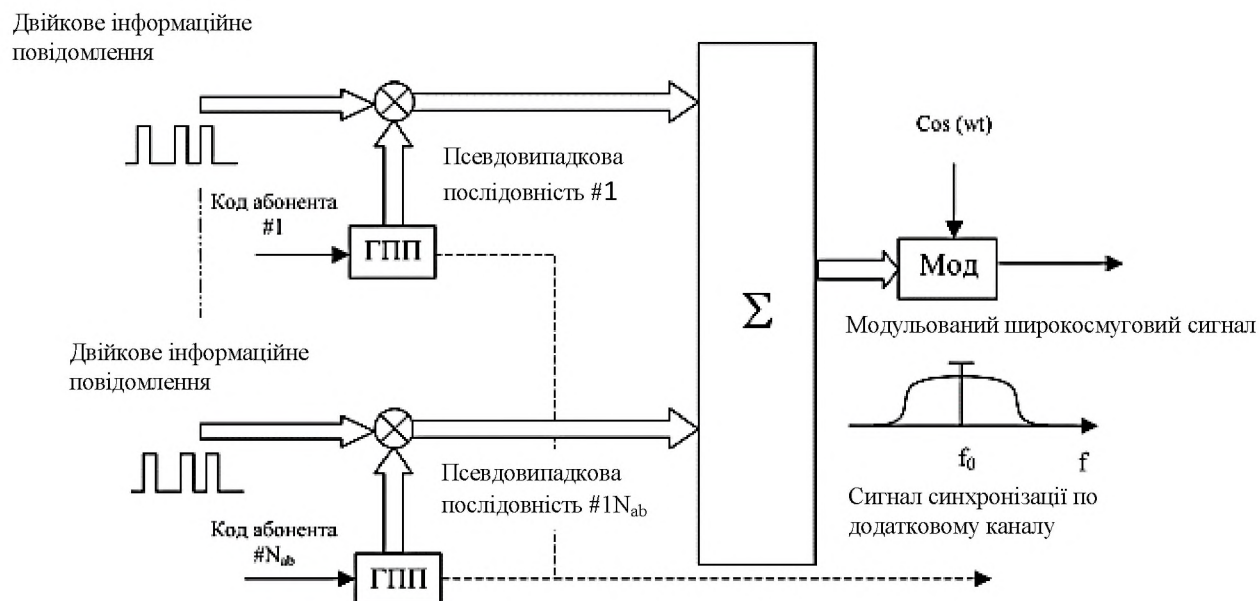 Двійкове інформаційне
повідомлення
Cos (wt)
Псевдовипадкова
послідовність #1
Код абонента
#1
ГПП
Σ
Мод
Модульований широкосмуговий сигнал
Двійкове інформаційне
повідомлення
f₀
f
Псевдовипадкова
послідовність #1Nₐb
Сигнал синхронізації по
додатковому каналу
Код абонента
#Nₐb
ГПП